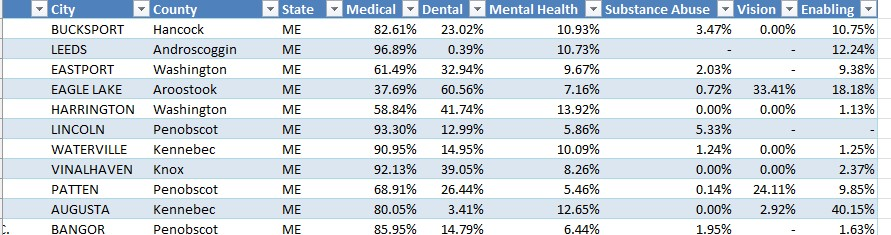 City County State Medical Dental Mental Health Substance Abuse Vision Enabling
BUCKSPORT Hancock ME 82.61% 23.02% 10.93% 3.47% 0.00% 10.75%
LEEDS Androscoggin ME 96.89% 0.39% 10.73% - - 12.24%
EASTPORT Washington ME 61.49% 32.94% 9.67% 2.03% - 9.38%
EAGLE LAKE Aroostook ME 37.69% 60.56% 7.16% 0.72% 33.41% 18.18%
HARRINGTON Washington ME 58.84% 41.74% 13.92% 0.00% 0.00% 1.13%
LINCOLN Penobscot ME 93.30% 12.99% 5.86% 5.33% - -
WATERVILLE Kennebec ME 90.95% 14.95% 10.09% 1.24% 0.00% 1.25%
VINALHAVEN Knox ME 92.13% 39.05% 8.26% 0.00% 0.00% 2.37%
PATTEN Penobscot ME 68.91% 26.44% 5.46% 0.14% 24.11% 9.85%
AUGUSTA Kennebec ME 80.05% 3.41% 12.65% 0.00% 2.92% 40.15%
BANGOR Penobscot ME 85.95% 14.79% 6.44% 1.95% - 1.63%